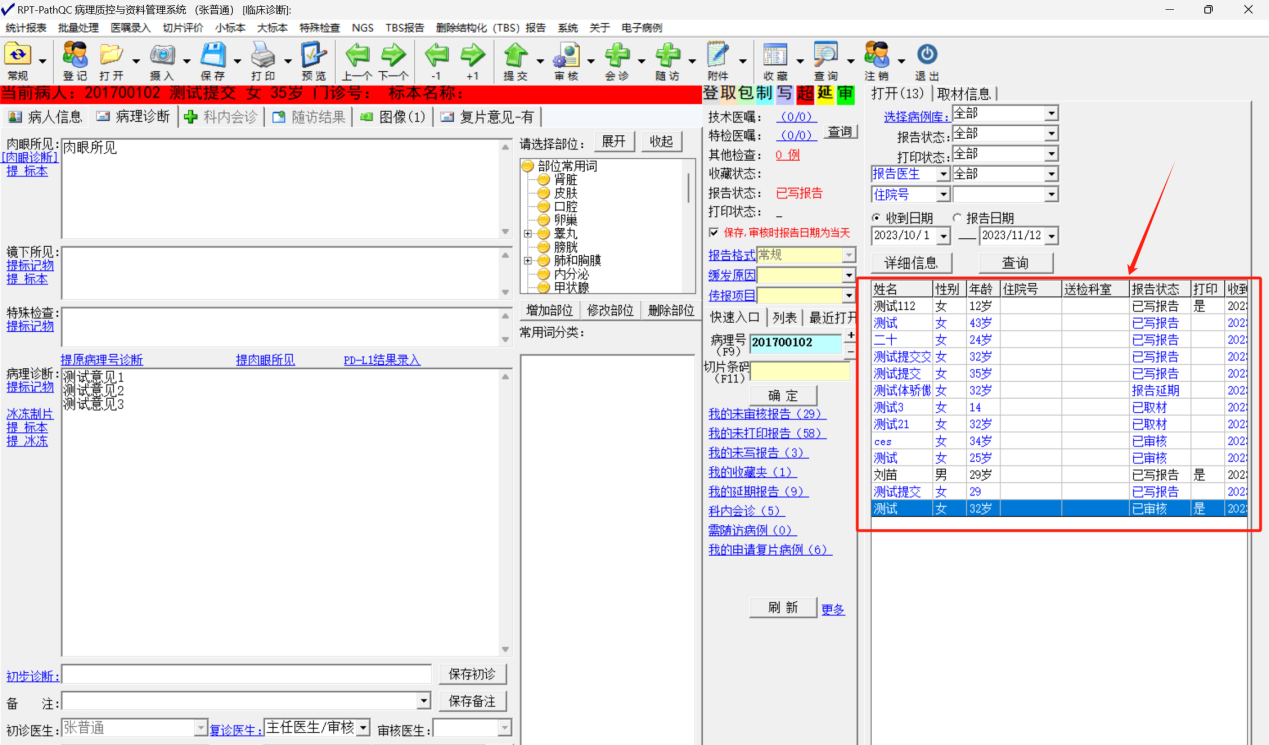 RPT-PathQC 病理质控与资料管理系统 （张普通） [临床诊断]:
统计报表 批量处理 医嘱录入 切片评价 小标本 大标本 特殊检查 NGS TBS报告 删除结构化（TBS）报告 系统 关于 电子病例
常规 登记 打开 摄入 保存 打印 预览 上一个 下一个 -1 +1 提交 审核 会诊 随访 附件 收藏 查询 注销 退出
当前病人: 201700102 测试提交 女 35岁 门诊号: 标本名称:
登 取 包 制 写 超 延 审
病人信息 病理诊断 科内会诊 随访结果 图像(1) 复片意见-有
肉眼所见:
[肉眼诊断]
提 标本
肉眼所见
镜下所见:
提标记物
提 标本
特殊检查:
提标记物
提原病理号诊断 提肉眼所见 PD-L1结果录入
病理诊断:
提标记物
冰冻制片
提 标本
提 冰冻
测试意见1
测试意见2
测试意见3
初步诊断: 保存初诊
备 注: 保存备注
初诊医生: 张普通 复诊医生: 主任医生/审核 审核医生:
请选择部位: 展开 收起
部位常用词
肾脏
皮肤
口腔
卵巢
睾丸
膀胱
肺和胸膜
内分泌
甲状腺
增加部位 修改部位 删除部位
常用词分类:
技术医嘱: (0/0)
特检医嘱: (0/0) 查询
其他检查: 0 例
收藏状态:
报告状态: 已写报告
打印状态: _
保存,审核时报告日期为当天
报告格式 常规
缓发原因
传报项目
快速入口 列表 最近打开
病理号
（F9）
201700102
+
−
切片条码
（F11）
确 定
我的未审核报告（29）
我的未打印报告（58）
我的未写报告（3）
我的收藏夹（1）
我的延期报告（9）
科内会诊（5）
需随访病例（0）
我的申请复片病例（6）
刷 新 更多
打开(13) 取材信息
选择病例库: 全部
报告状态: 全部
打印状态: 全部
报告医生 全部
住院号
收到日期 报告日期
2023/10/ 1 — 2023/11/12
详细信息 查询
姓名 性别 年龄 住院号 送检科室 报告状态 打印 收到
测试112 女 12岁 已写报告 是 202
测试 女 43岁 已写报告 202
二十 女 24岁 已写报告 202
测试提交交 女 32岁 已写报告 202
测试提交 女 35岁 已写报告 202
测试体骄傲 女 32岁 报告延期 202
测试3 女 14 已取材 202
测试21 女 32岁 已取材 202
ces 女 34岁 已审核 202
测试 女 25岁 已审核 202
刘苗 男 29岁 已写报告 是 202
测试提交 女 29 已写报告 202
测试 女 32岁 已审核 是 202